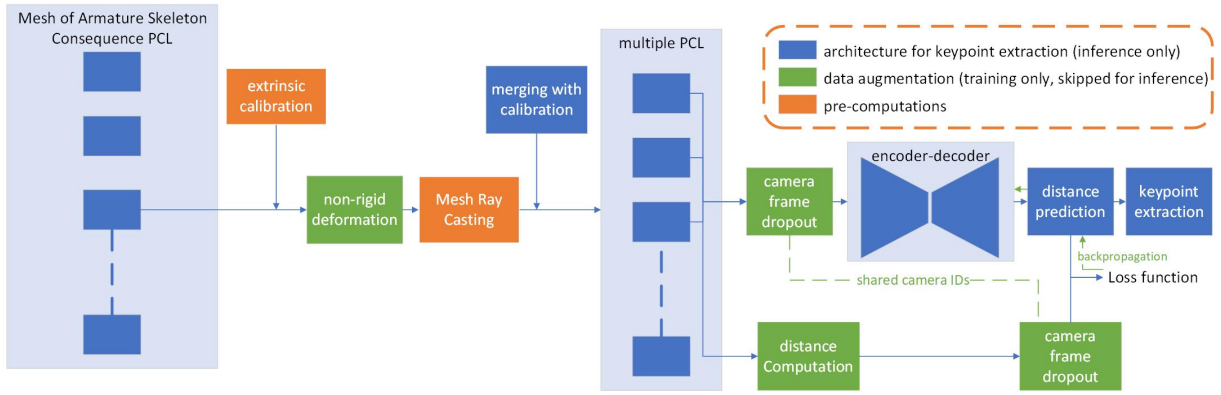 Mesh of Armature Skeleton
Consequence PCL
extrinsic
calibration
non-rigid
deformation
Mesh Ray
Casting
merging with
calibration
multiple PCL
architecture for keypoint extraction (inference only)
data augmentation (training only, skipped for inference)
pre-computations
camera
frame
dropout
encoder-decoder
distance
prediction
keypoint
extraction
backpropagation
Loss function
shared camera IDs
distance
Computation
camera
frame
dropout